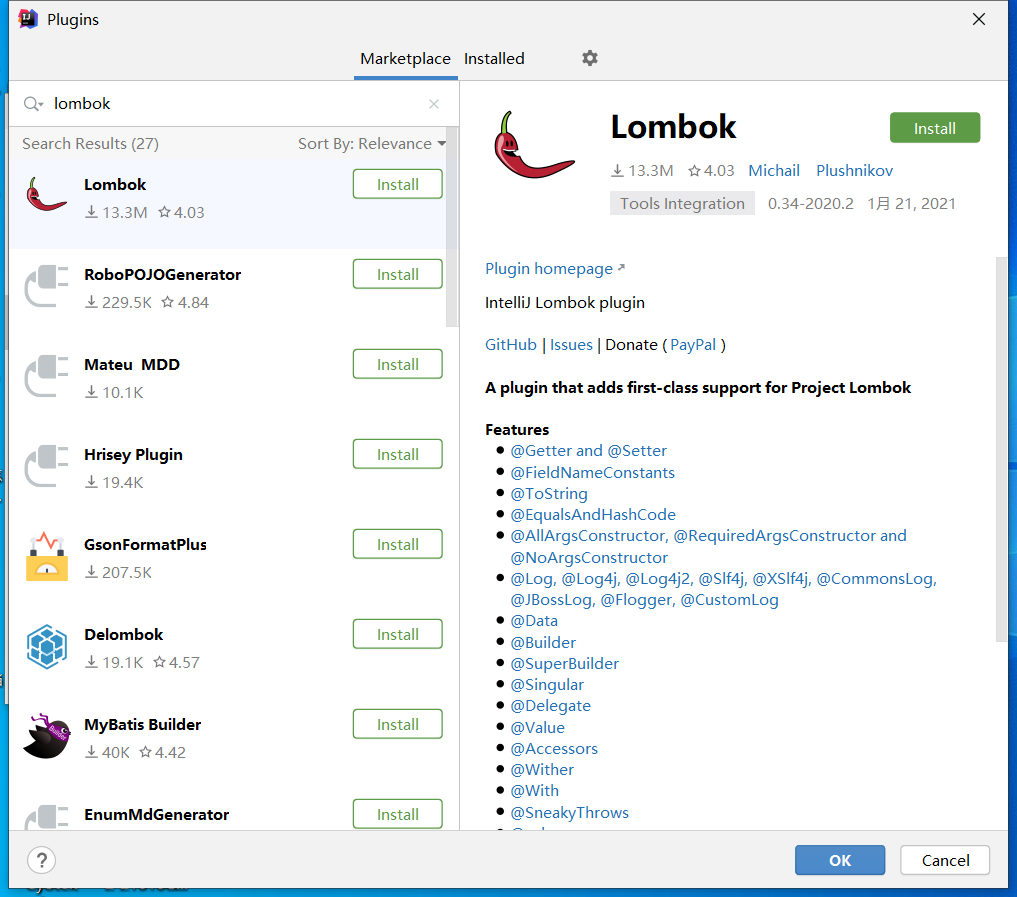 Plugins
Marketplace Installed
lombok
Search Results (27) Sort By: Relevance
Lombok Install
13.3M 4.03
RoboPOJOGenerator Install
229.5K 4.84
Mateu MDD Install
10.1K
Hrisey Plugin Install
19.4K
GsonFormatPlus Install
207.5K
Delombok Install
19.1K 4.57
MyBatis Builder Install
40K 4.42
EnumMdGenerator Install
Lombok Install
13.3M 4.03 Michail Plushnikov
Tools Integration 0.34-2020.2 1月 21, 2021
Plugin homepage
IntelliJ Lombok plugin
GitHub | Issues | Donate ( PayPal )
A plugin that adds first-class support for Project Lombok
Features
@Getter and @Setter
@FieldNameConstants
@ToString
@EqualsAndHashCode
@AllArgsConstructor, @RequiredArgsConstructor and
@NoArgsConstructor
@Log, @Log4j, @Log4j2, @Slf4j, @XSlf4j, @CommonsLog,
@JBossLog, @Flogger, @CustomLog
@Data
@Builder
@SuperBuilder
@Singular
@Delegate
@Value
@Accessors
@Wither
@With
@SneakyThrows
? OK Cancel